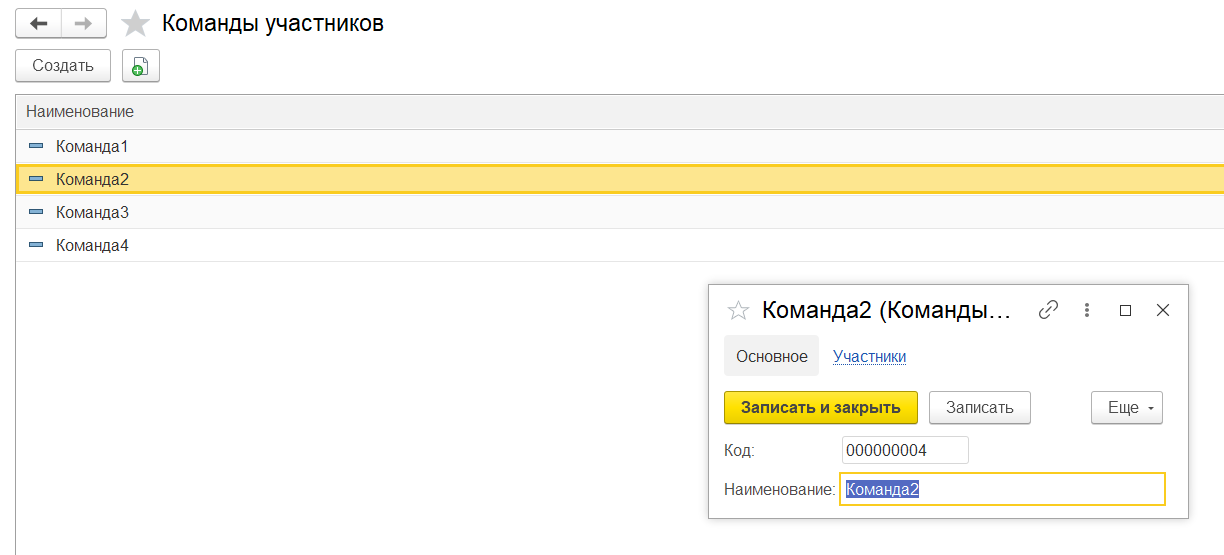 Команды участников
Создать
Наименование
Команда1
Команда2
Команда3
Команда4
Команда2 (Команды...
Основное Участники
Записать и закрыть Записать Еще
Код: 000000004
Наименование: Команда2